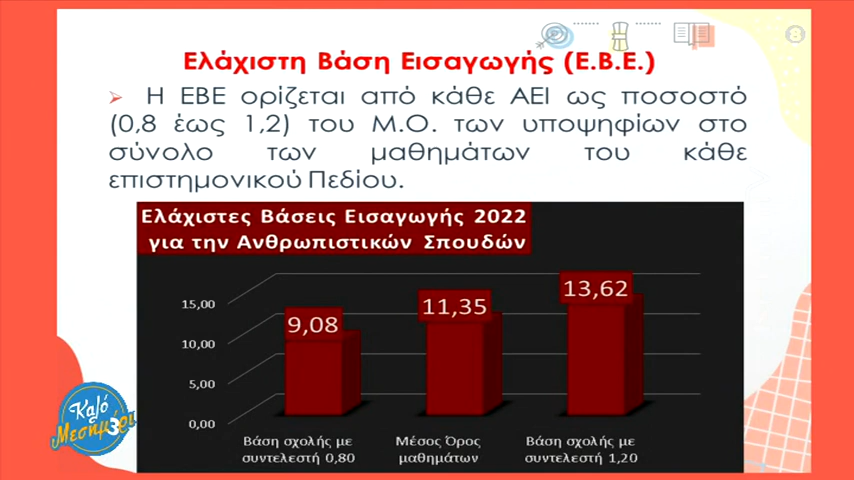 Ελάχιστη Βάση Εισαγωγής (Ε.Β.Ε.)
Η ΕΒΕ ορίζεται από κάθε ΑΕΙ ως ποσοστό
(0,8 έως 1,2) του Μ.Ο. των υποψηφίων στο
σύνολο των μαθημάτων του κάθε
επιστημονικού Πεδίου.
Ελάχιστες Βάσεις Εισαγωγής 2022
για την Ανθρωπιστικών Σπουδών
15,00
10,00
5,00
0,00
9,08
11,35
13,62
Βάση σχολής με
συντελεστή 0,80
Μέσος Όρος
μαθημάτων
Βάση σχολής με
συντελεστή 1,20
Καλό
Μεσημ3ρι
8